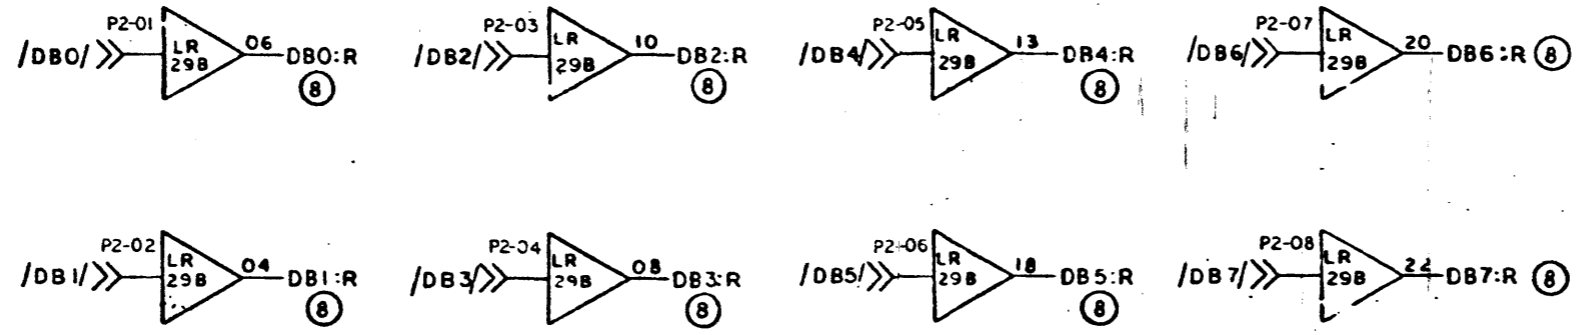 P2-01
/DB0/ LR 29B 06 DB0:R
8
P2-03
/DB2/ LR 29B 10 DB2:R
8
P2-05
/DB4/ LR 29B 13 DB4:R
8
P2-07
/DB6/ LR 29B 20 DB6:R 8
P2-02
/DB1/ LR 29B 04 DB1:R
8
P2-04
/DB3/ LR 29B 08 DB3:R
8
P2-06
/DB5/ LR 29B 18 DB5:R
8
P2-08
/DB7/ LR 29B 22 DB7:R 8